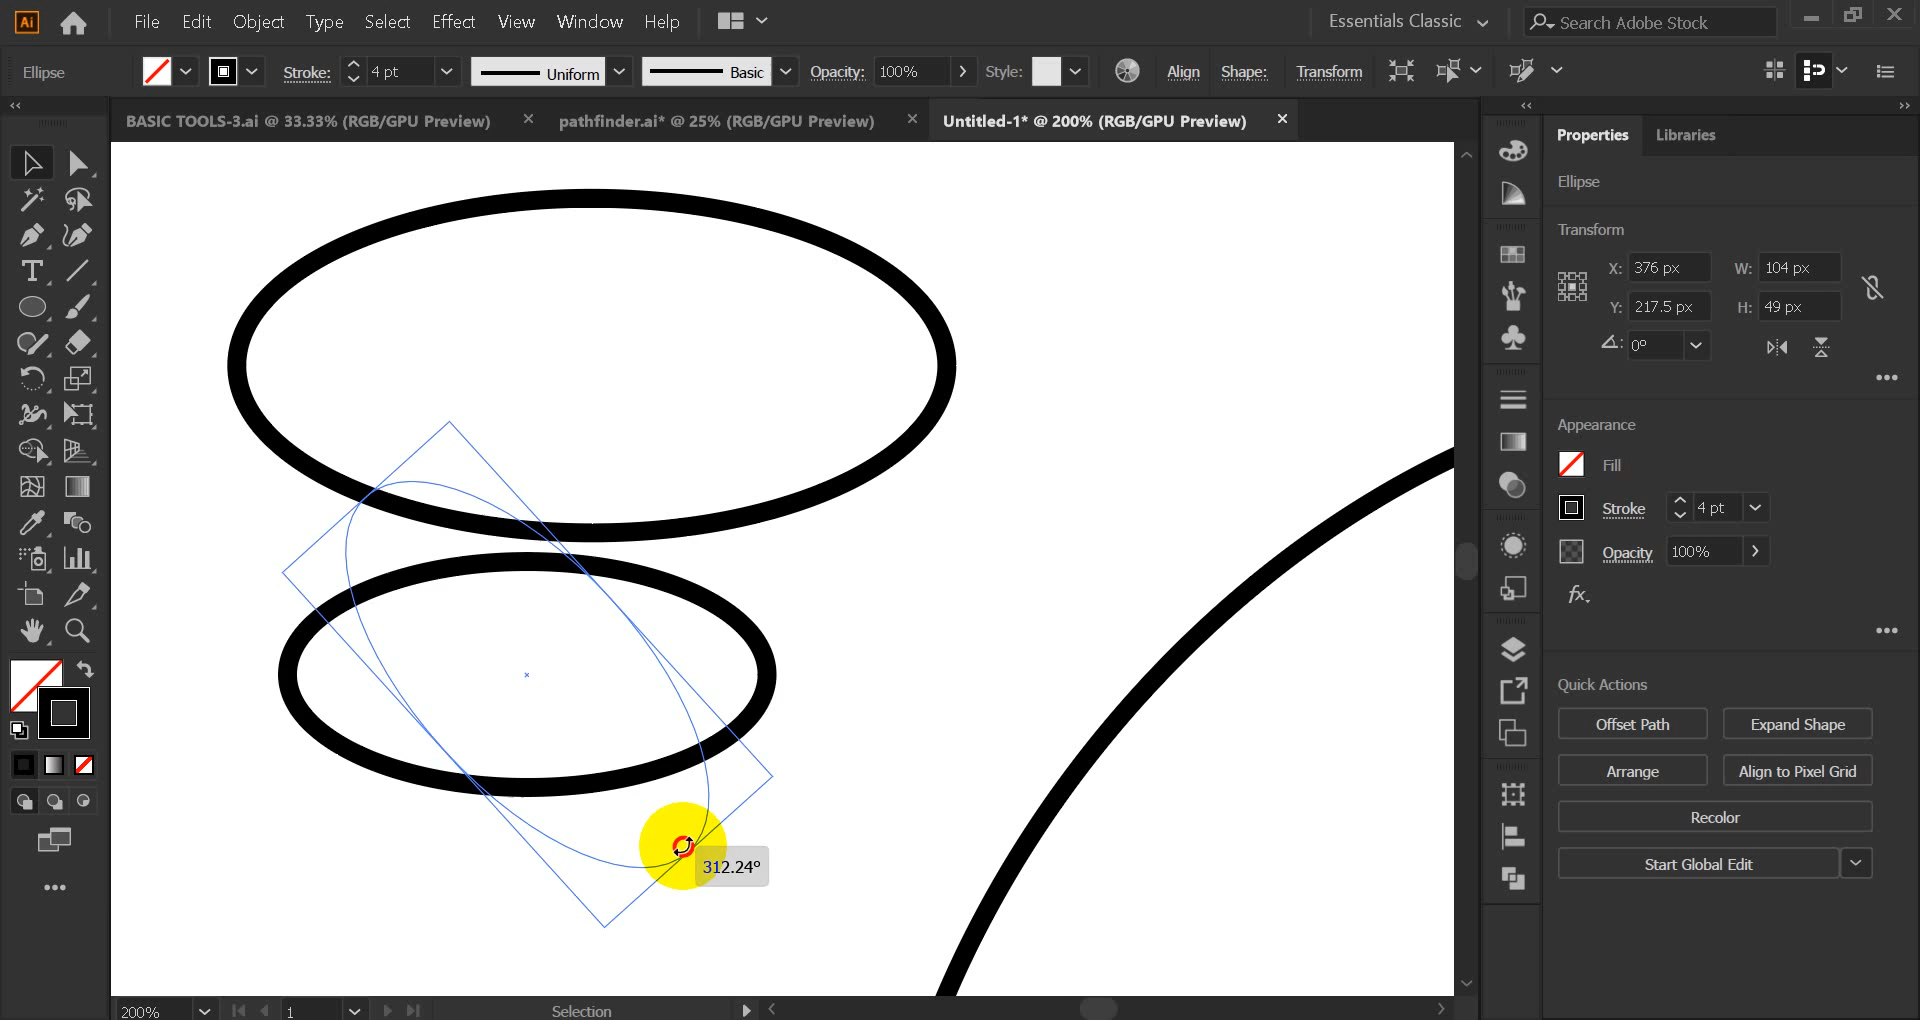 Ai File Edit Object Type Select Effect View Window Help Essentials Classic Search Adobe Stock
Ellipse Stroke: 4 pt Uniform Basic Opacity: 100% Style: Align Shape: Transform
BASIC TOOLS-3.ai @ 33.33% (RGB/GPU Preview) pathfinder.ai* @ 25% (RGB/GPU Preview) Untitled-1* @ 200% (RGB/GPU Preview)
Properties Libraries
Ellipse
Transform
X: 376 px W: 104 px
Y: 217.5 px H: 49 px
0°
Appearance
Fill
Stroke 4 pt
Opacity 100%
fx.
Quick Actions
Offset Path Expand Shape
Arrange Align to Pixel Grid
Recolor
Start Global Edit
312.24°
200% 1 Selection